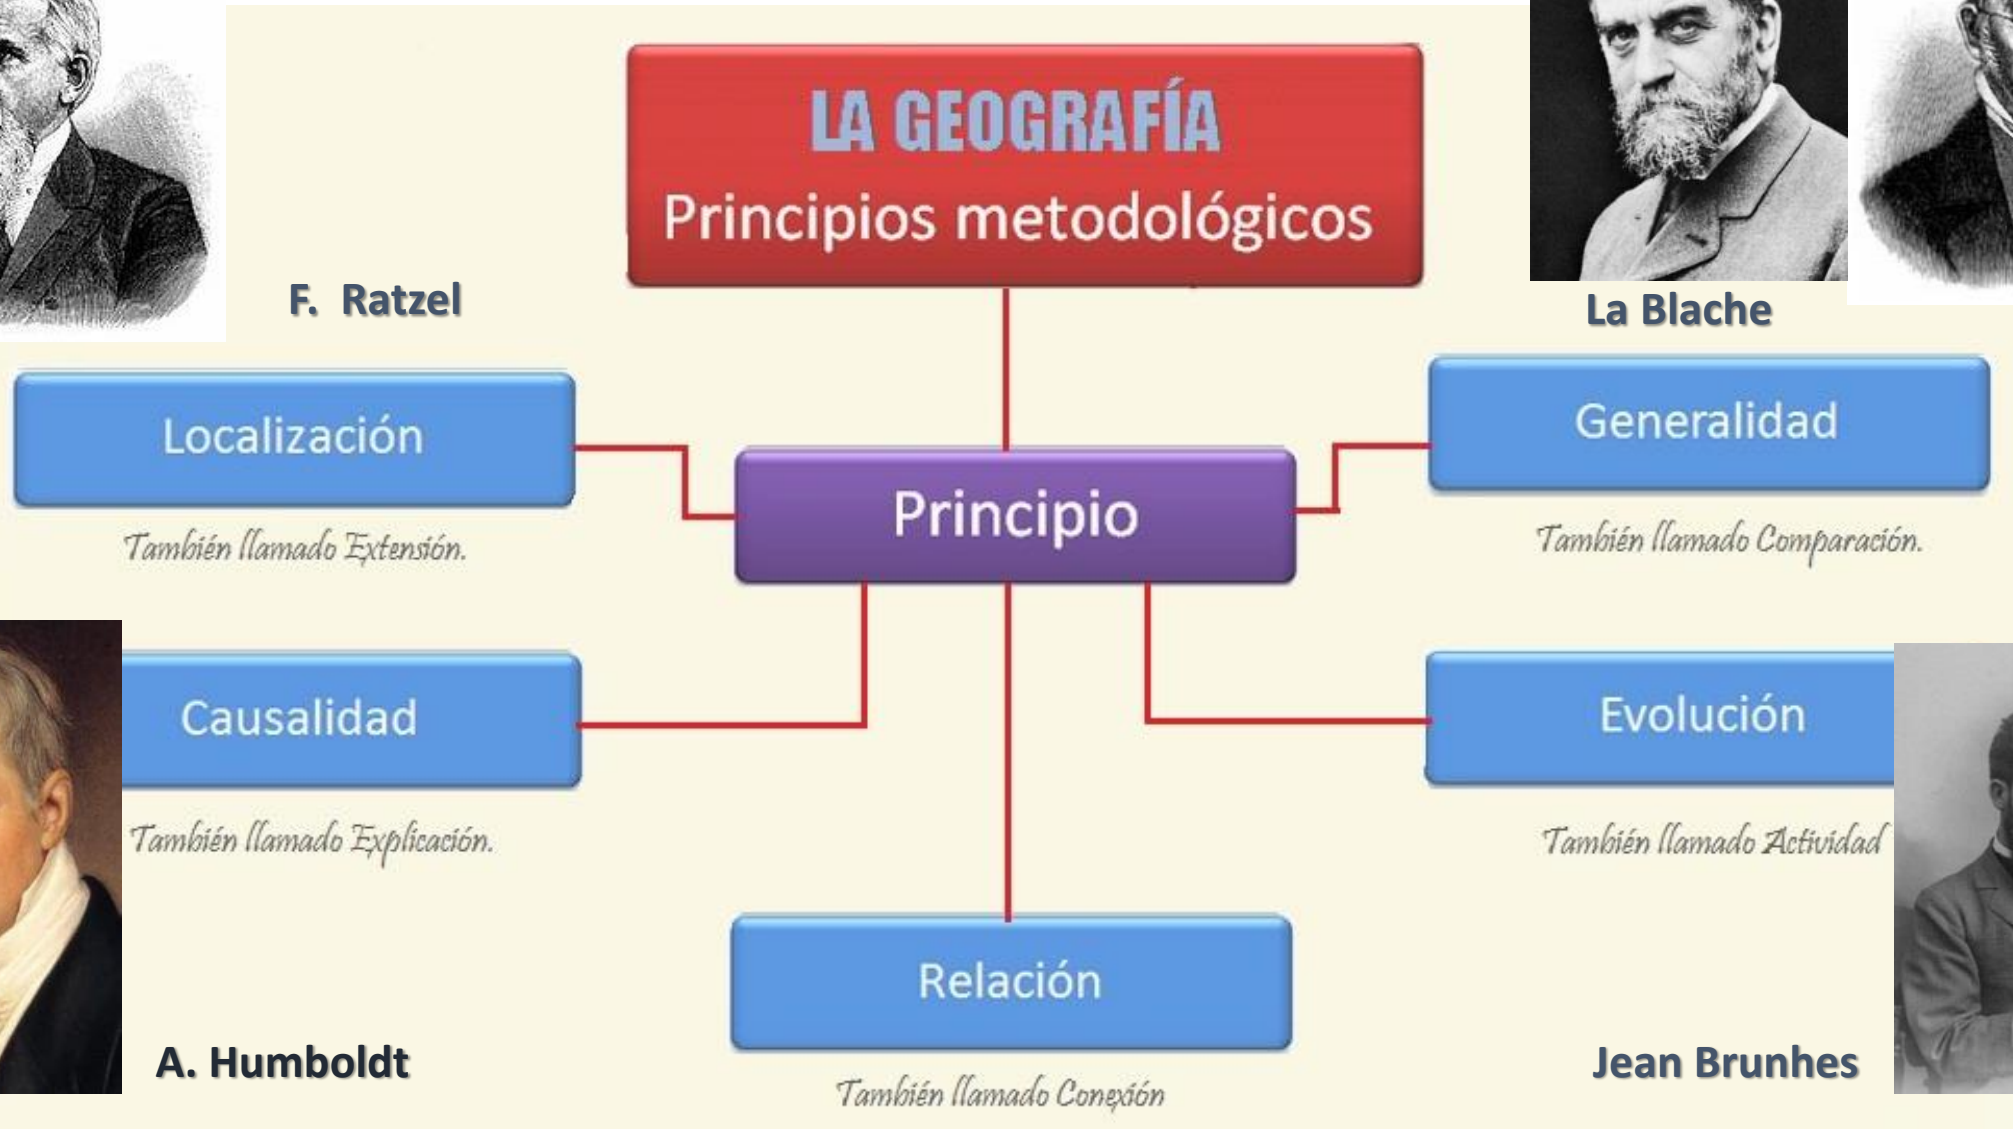 LA GEOGRAFÍA
Principios metodológicos
F. Ratzel
La Blache
Localización
Generalidad
Principio
También llamado Extensión.
También llamado Comparación.
Causalidad
Evolución
También llamado Explicación.
También llamado Actividad
Relación
A. Humboldt
Jean Brunhes
También llamado Conexión